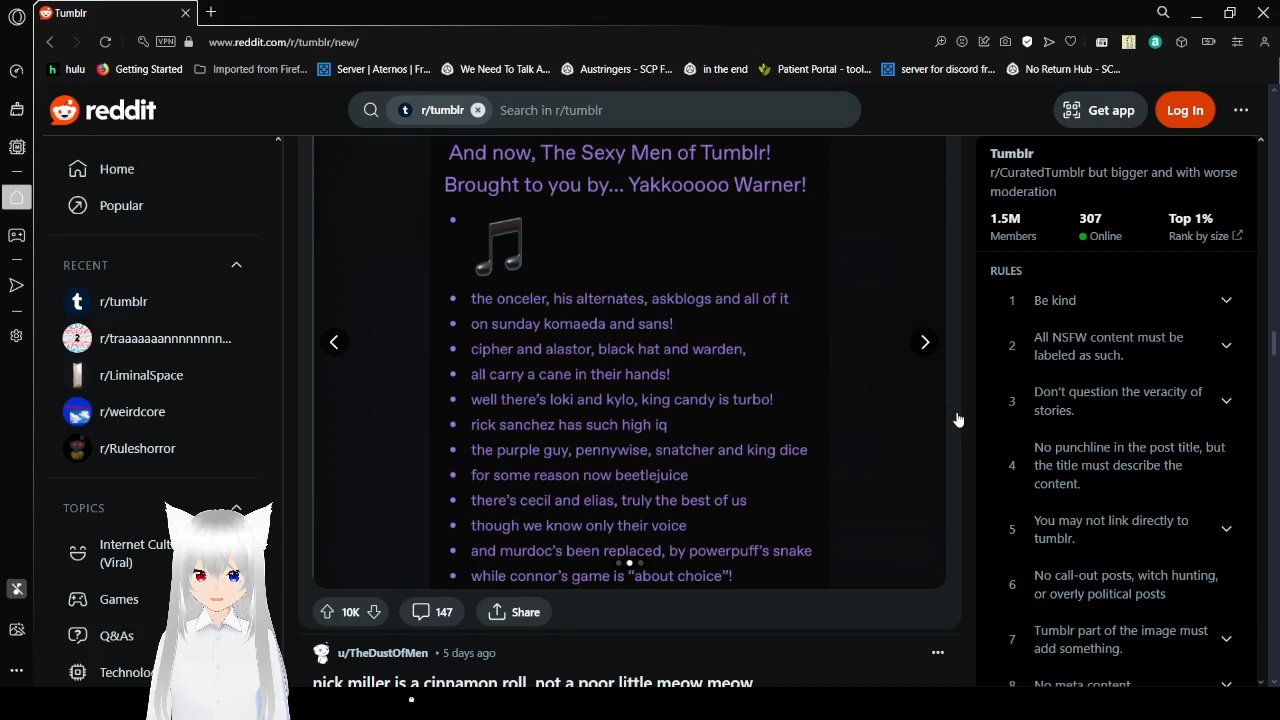 Tumblr
VPN
www.reddit.com/r/tumblr/new/
hulu
Getting Started
Imported from Firef...
Server | Aternos | Fr...
We Need To Talk A...
Austringers - SCP F...
in the end
Patient Portal - tool...
server for discord fr...
No Return Hub - SC...
reddit
r/tumblr
Search in r/tumblr
Get app
Log In
Home
Popular
RECENT
r/tumblr
r/traaaaaaannnnnnnn...
r/LiminalSpace
r/weirdcore
r/Ruleshorror
TOPICS
Internet Cult
(Viral)
Games
Q&As
Technolo
And now, The Sexy Men of Tumblr!
Brought to you by... Yakkooooo Warner!
the onceler, his alternates, askblogs and all of it
on sunday komaeda and sans!
cipher and alastor, black hat and warden,
all carry a cane in their hands!
well there's loki and kylo, king candy is turbo!
rick sanchez has such high iq
the purple guy, pennywise, snatcher and king dice
for some reason now beetlejuice
there's cecil and elias, truly the best of us
though we know only their voice
and murdoc's been replaced, by powerpuff's snake
while connor's game is "about choice"!
10K
147
Share
u/TheDustOfMen • 5 days ago
nick miller is a cinnamon roll, not a poor little meow meow
Tumblr
r/CuratedTumblr but bigger and with worse
moderation
1.5M
307
Top 1%
Members
Online
Rank by size
RULES
1 Be kind
2 All NSFW content must be
labeled as such.
3 Don't question the veracity of
stories.
4 No punchline in the post title, but
the title must describe the
content.
5 You may not link directly to
tumblr.
6 No call-out posts, witch hunting,
or overly political posts
7 Tumblr part of the image must
add something.
8 No meta content